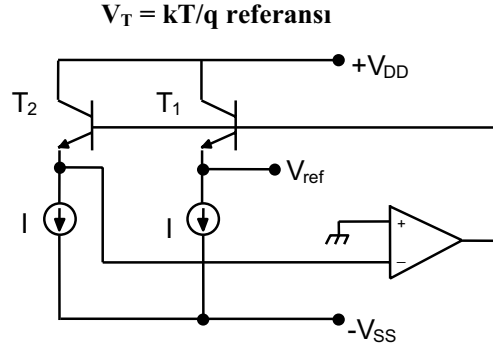 V_T = kT/q referansı
+V_DD
T_2
T_1
V_ref
I
I
+
−
-V_SS